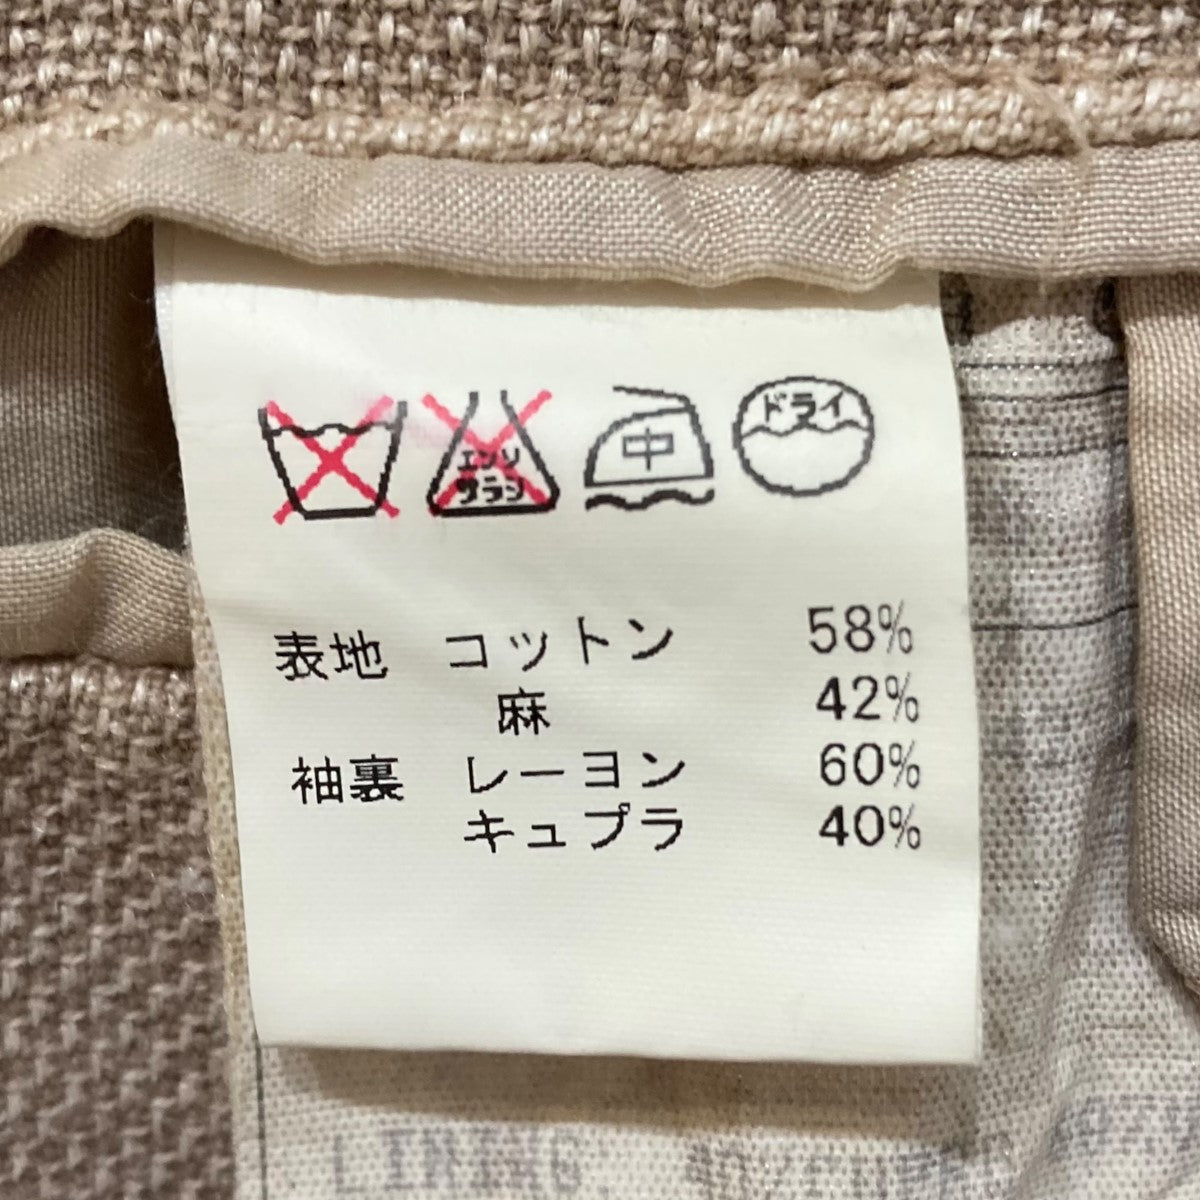 エンソ
サラシ
中
ドライ
表地 コットン 58%
麻 42%
袖裏 レーヨン 60%
キュプラ 40%
LINING